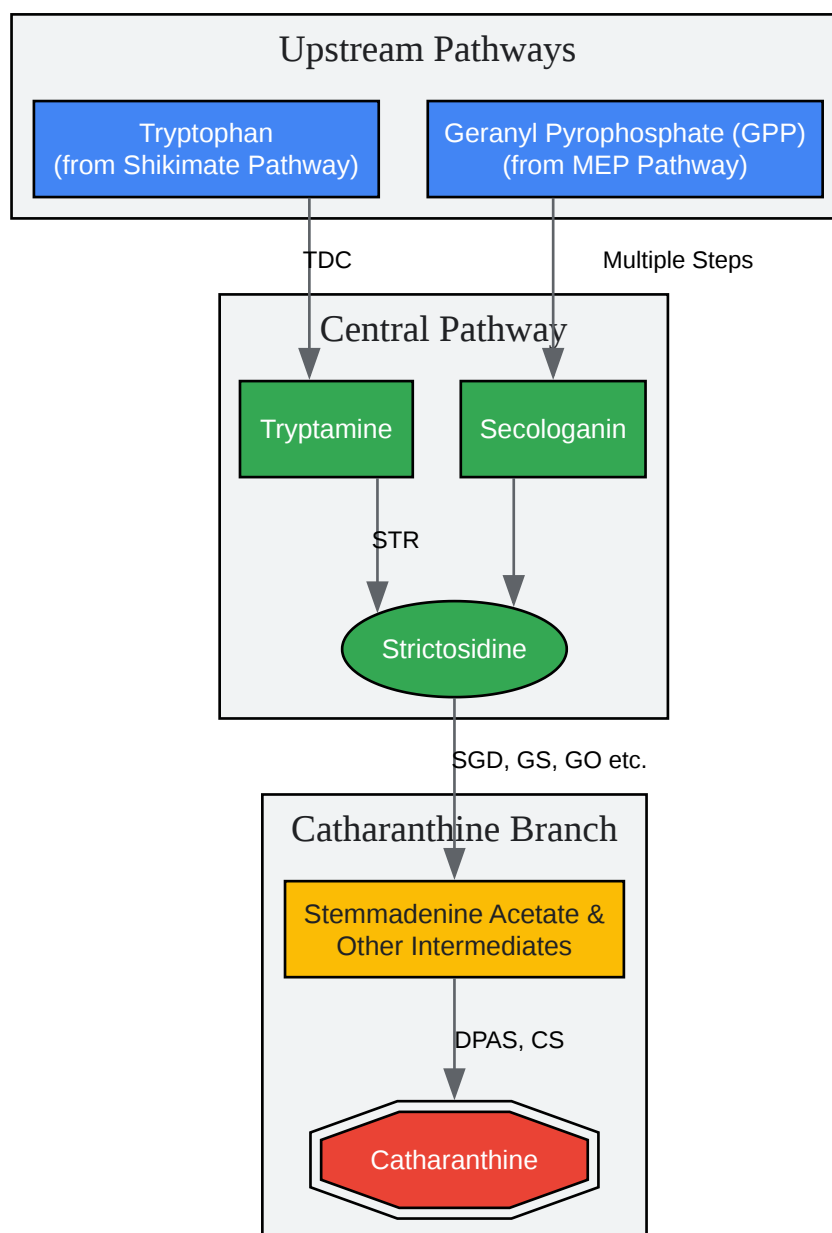 Upstream Pathways
Tryptophan
(from Shikimate Pathway)
Geranyl Pyrophosphate (GPP)
(from MEP Pathway)
TDC
Multiple Steps
Central Pathway
Tryptamine
Secologanin
STR
Strictosidine
SGD, GS, GO etc.
Catharanthine Branch
Stemmadenine Acetate &
Other Intermediates
DPAS, CS
Catharanthine